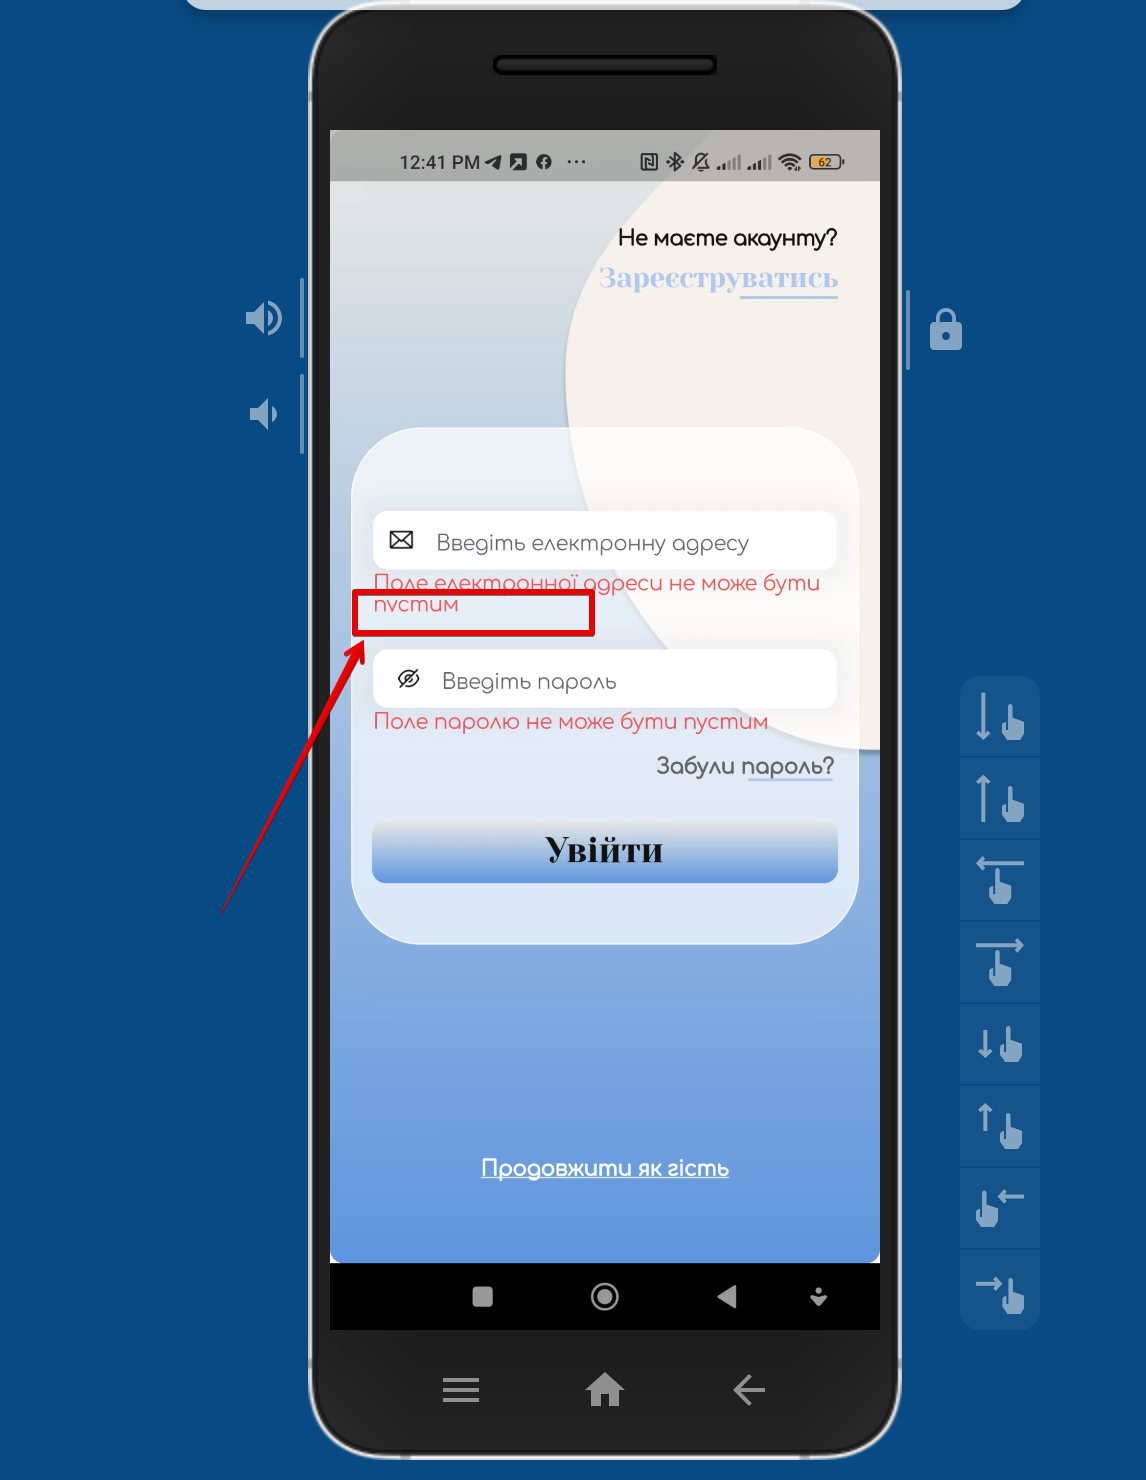 12:41 PM
62
Не маєте акаунту?
Зареєструватись
Введіть електронну адресу
Поле електронної адреси не може бути
пустим
Введіть пароль
Поле паролю не може бути пустим
Забули пароль?
Увійти
Продовжити як гість